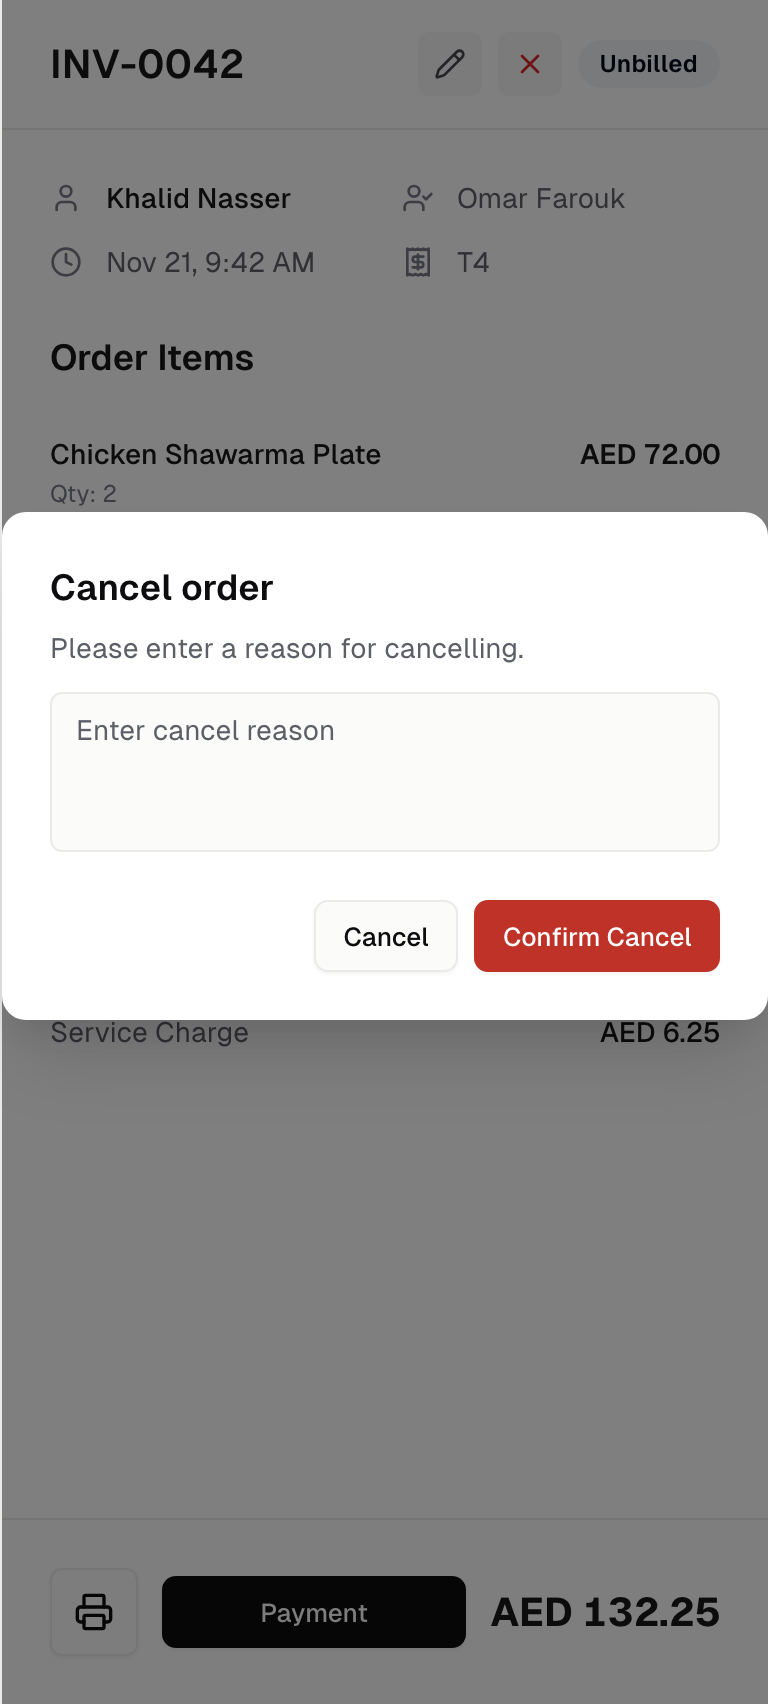 INV-0042
Unbilled
Khalid Nasser
Omar Farouk
Nov 21, 9:42 AM
T4
Order Items
Chicken Shawarma Plate AED 72.00
Qty: 2
Cancel order
Please enter a reason for cancelling.
Enter cancel reason
Cancel
Confirm Cancel
Service Charge AED 6.25
Payment
AED 132.25